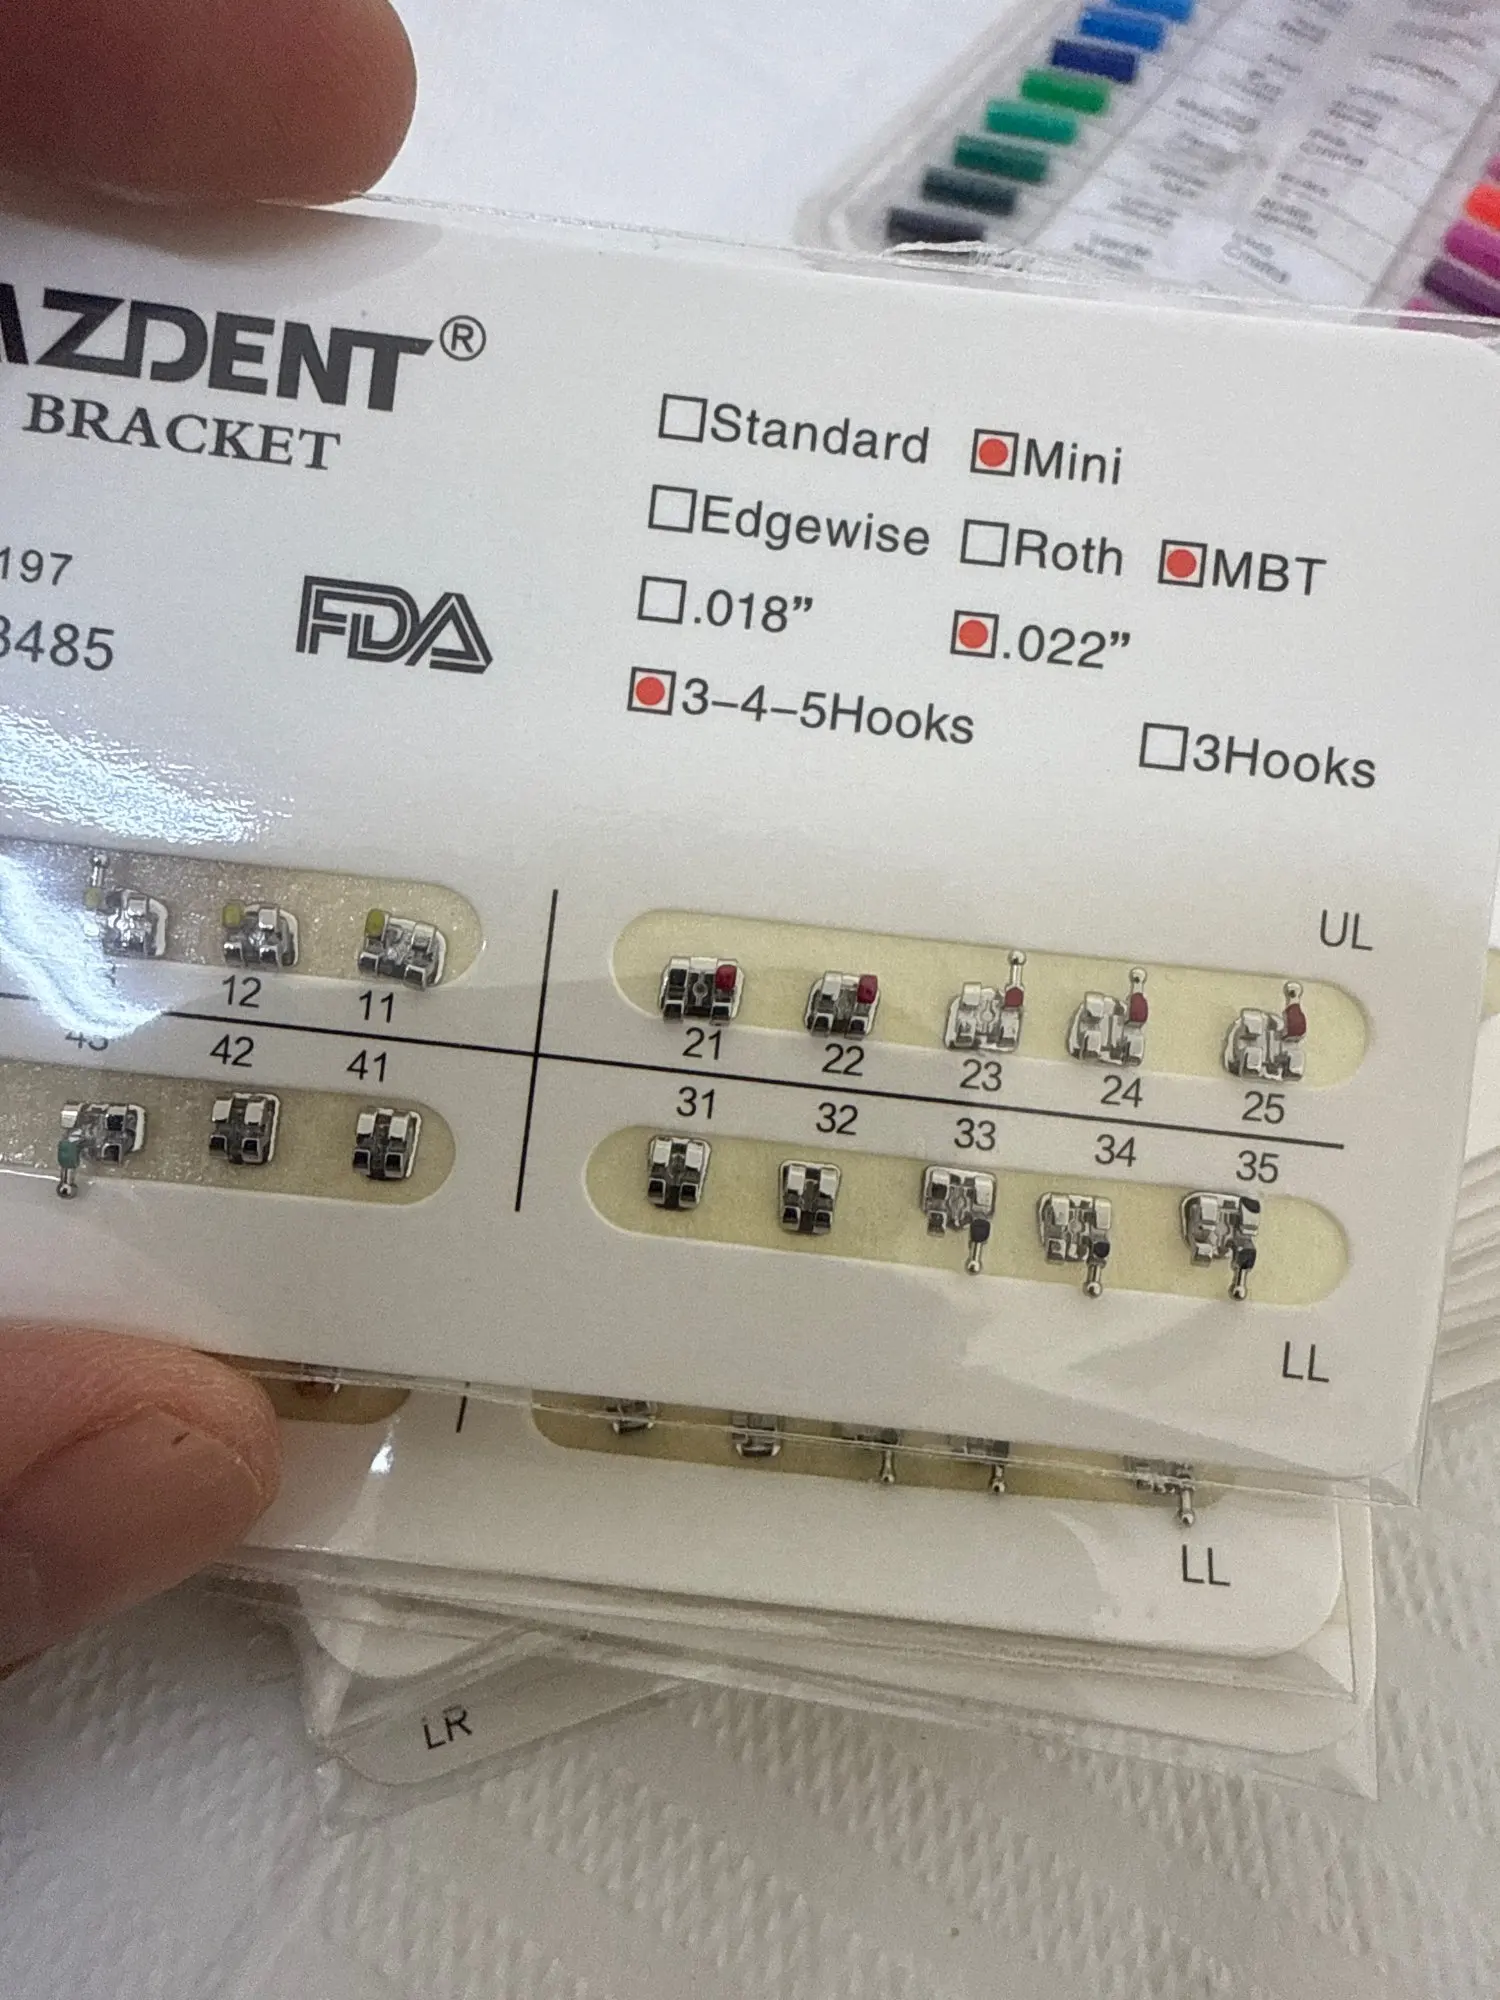 AZDENT®
BRACKET
197
3485
FDA
Standard Mini
Edgewise Roth MBT
.018” .022”
3–4–5Hooks 3Hooks
UL
12 11 21 22 23 24 25
43 42 41 31 32 33 34 35
LL
LL
LR